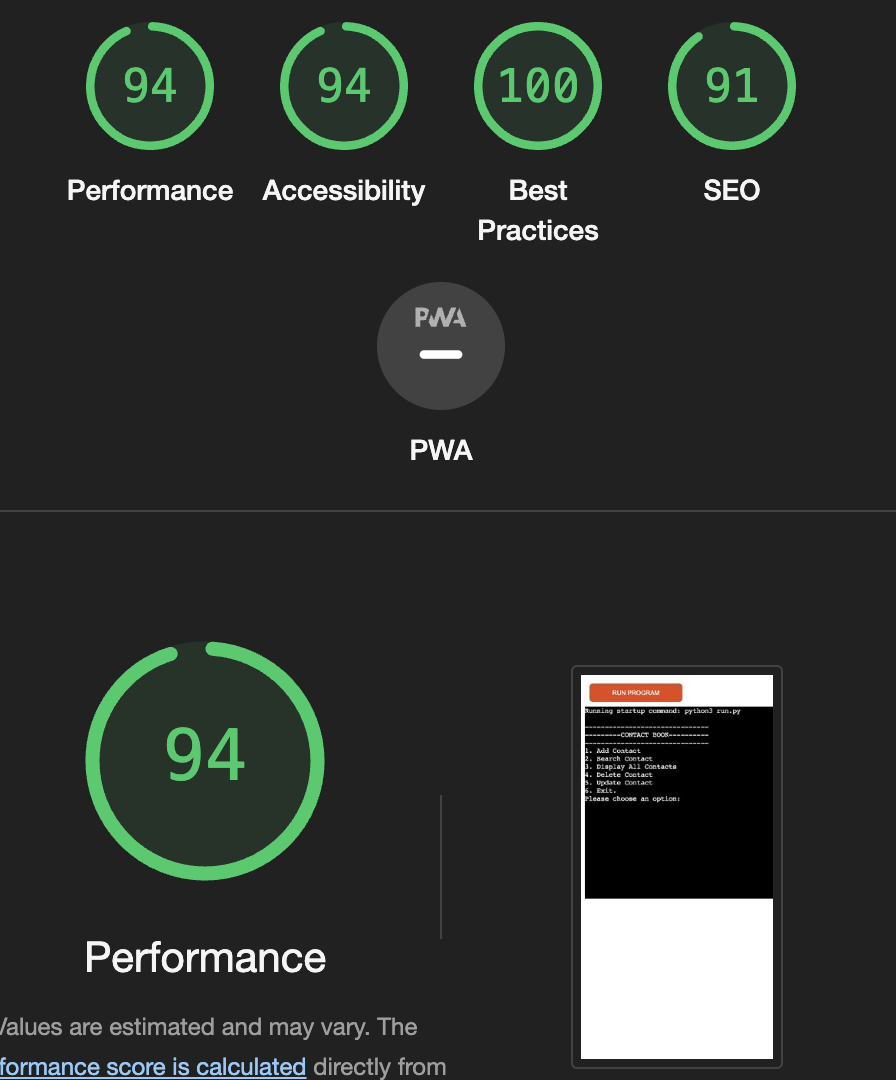 94
94
100
91
Performance
Accessibility
Best
Practices
SEO
PWA
PWA
94
Performance
Values are estimated and may vary. The
formance score is calculated directly from
RUN PROGRAM
Running startup command: python3 run.py
-------------------------------
---------CONTACT BOOK----------
-------------------------------
1. Add Contact
2. Search Contact
3. Display All Contacts
4. Delete Contact
5. Update Contact
6. Exit.
Please choose an option: